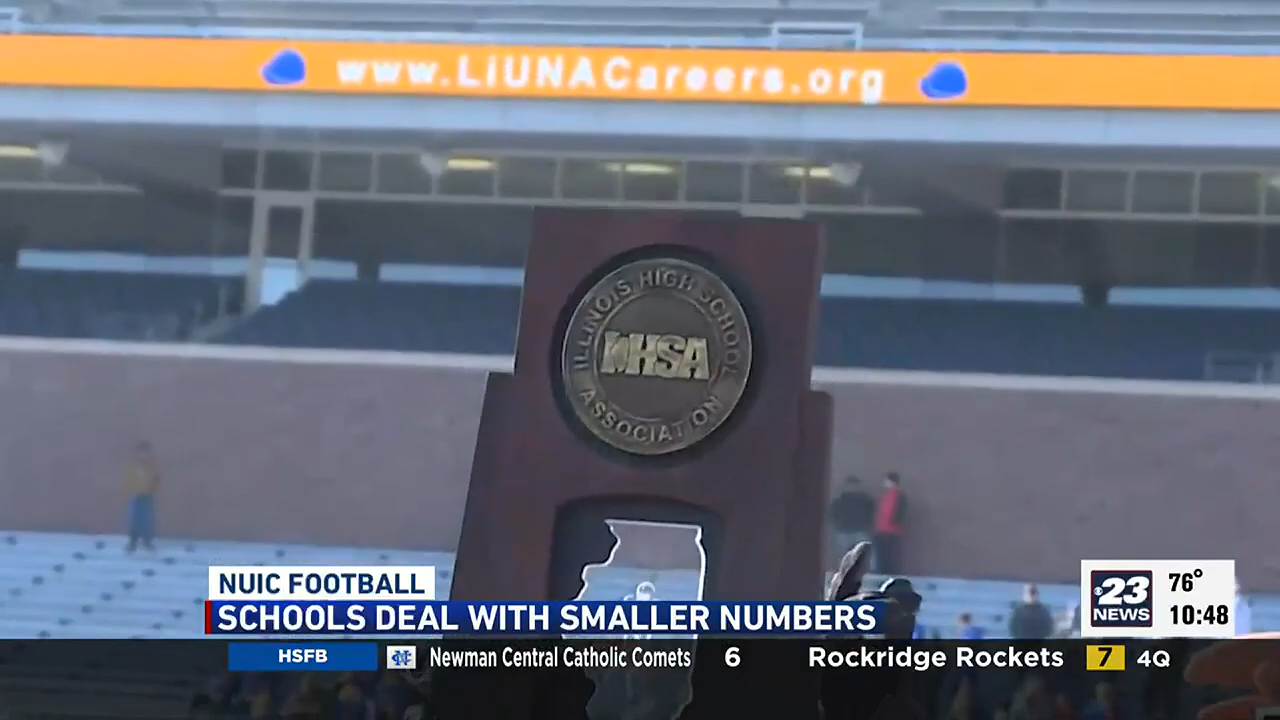 www.LiUNACareers.org
ILLINOIS HIGH SCHOOL
IHSA
ASSOCIATION
NUIC FOOTBALL
SCHOOLS DEAL WITH SMALLER NUMBERS
23 NEWS
76°
10:48
HSFB Newman Central Catholic Comets 6 Rockridge Rockets 7 4Q